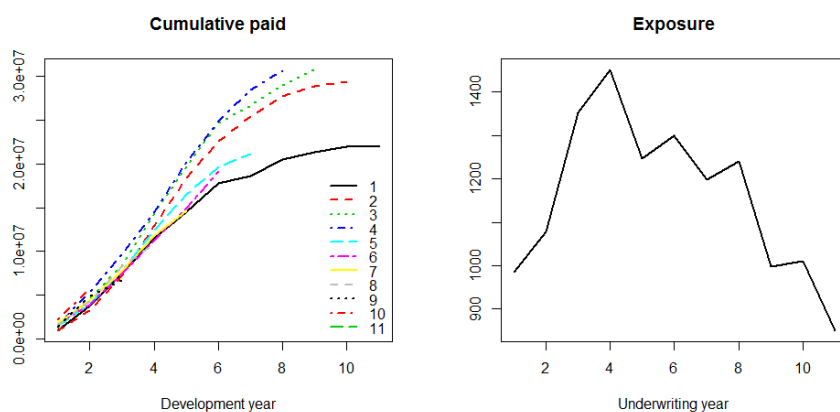 Cumulative paid
3.0e+07
2.0e+07
1.0e+07
0.0e+00
1
2
3
4
5
6
7
8
9
10
11
2 4 6 8 10
Development year
Exposure
1400
1200
1000
900
2 4 6 8 10
Underwriting year